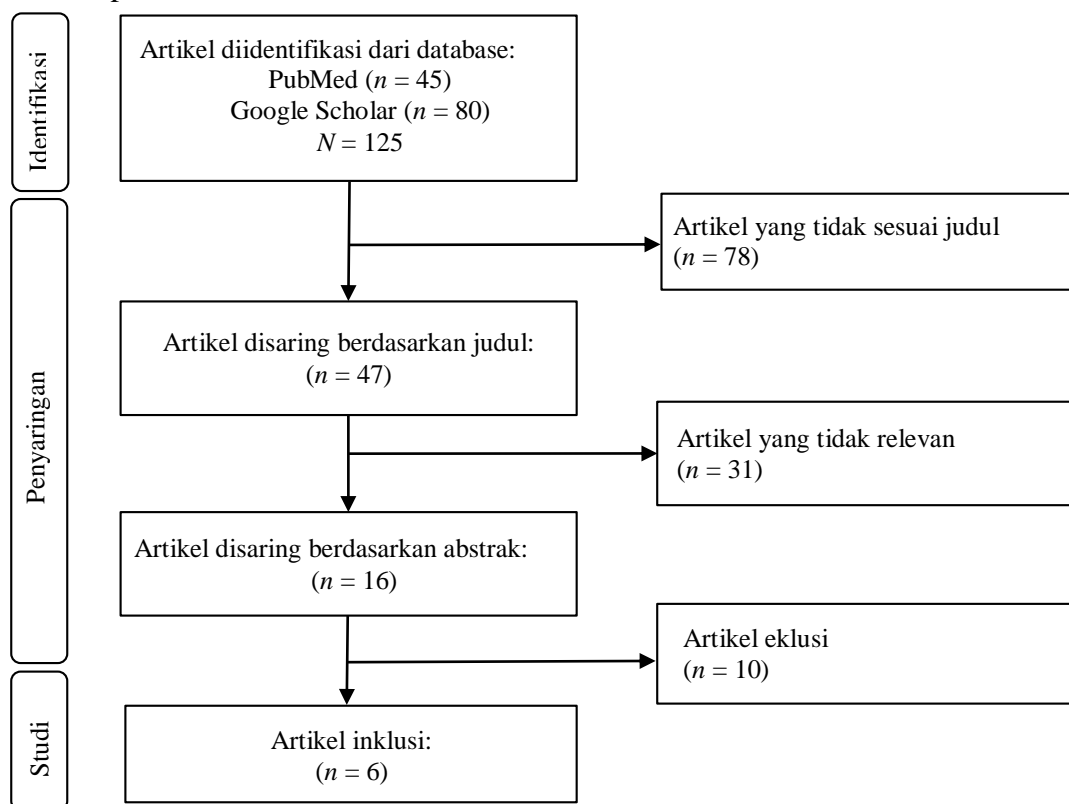 Identifikasi
Artikel diidentifikasi dari database:
PubMed (n = 45)
Google Scholar (n = 80)
N = 125
Penyaringan
Artikel yang tidak sesuai judul
(n = 78)
Artikel disaring berdasarkan judul:
(n = 47)
Artikel yang tidak relevan
(n = 31)
Artikel disaring berdasarkan abstrak:
(n = 16)
Artikel eklusi
(n = 10)
Studi
Artikel inklusi:
(n = 6)